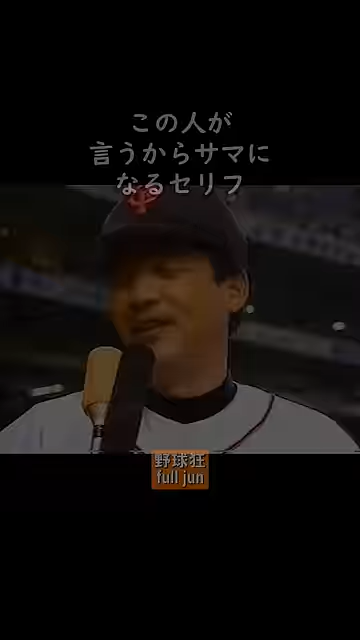 この人が
言うからサマに
なるセリフ
野球狂
full jun